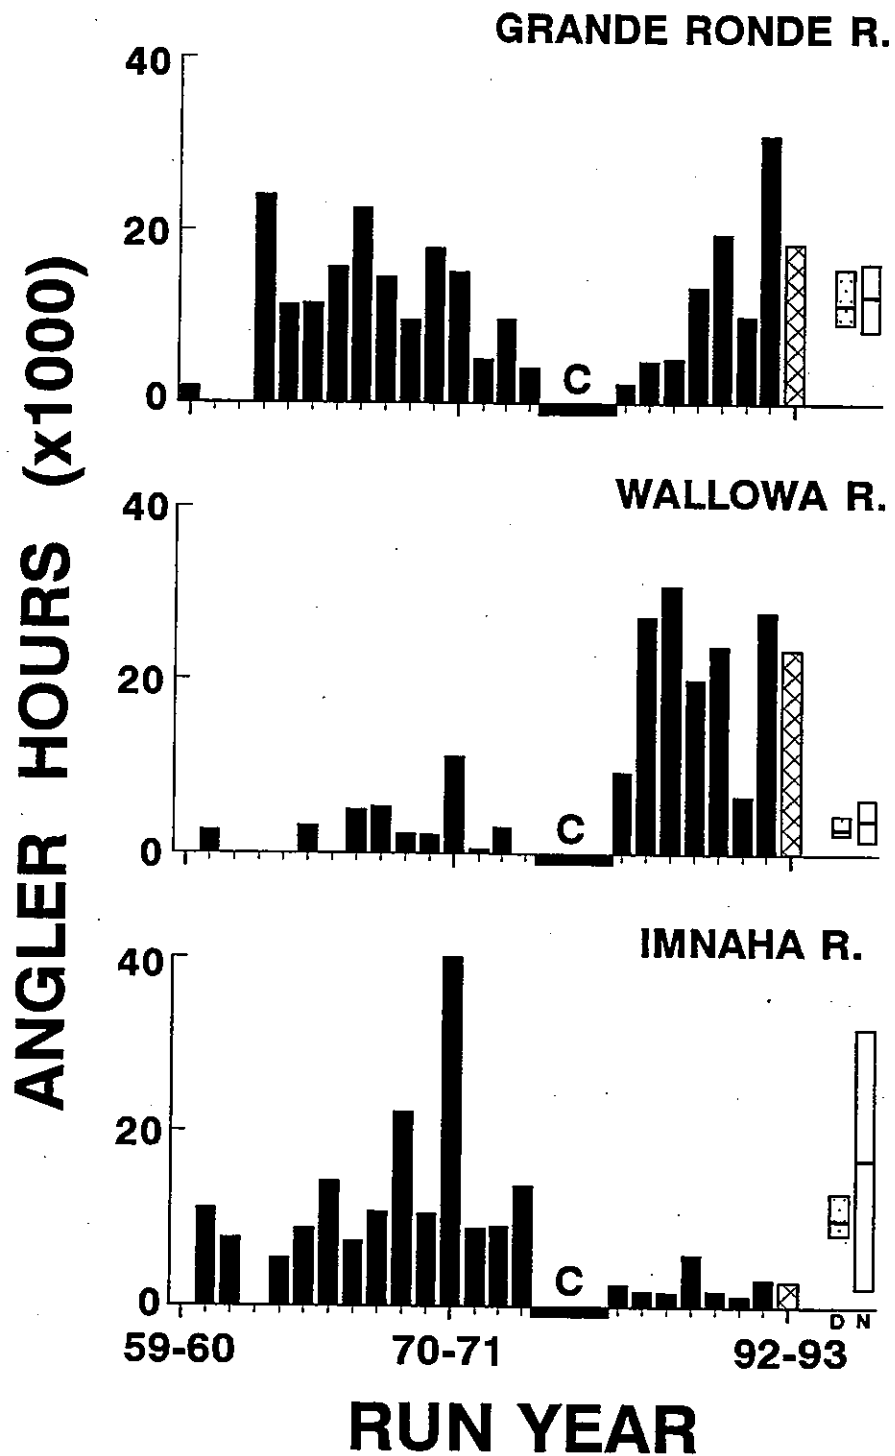 GRANDE RONDE R.
40
20
0
C
WALLOWA R.
40
20
0
C
IMNAHA R.
40
20
0
C
D N
59-60 70-71 92-93
ANGLER HOURS (x1000)
RUN YEAR